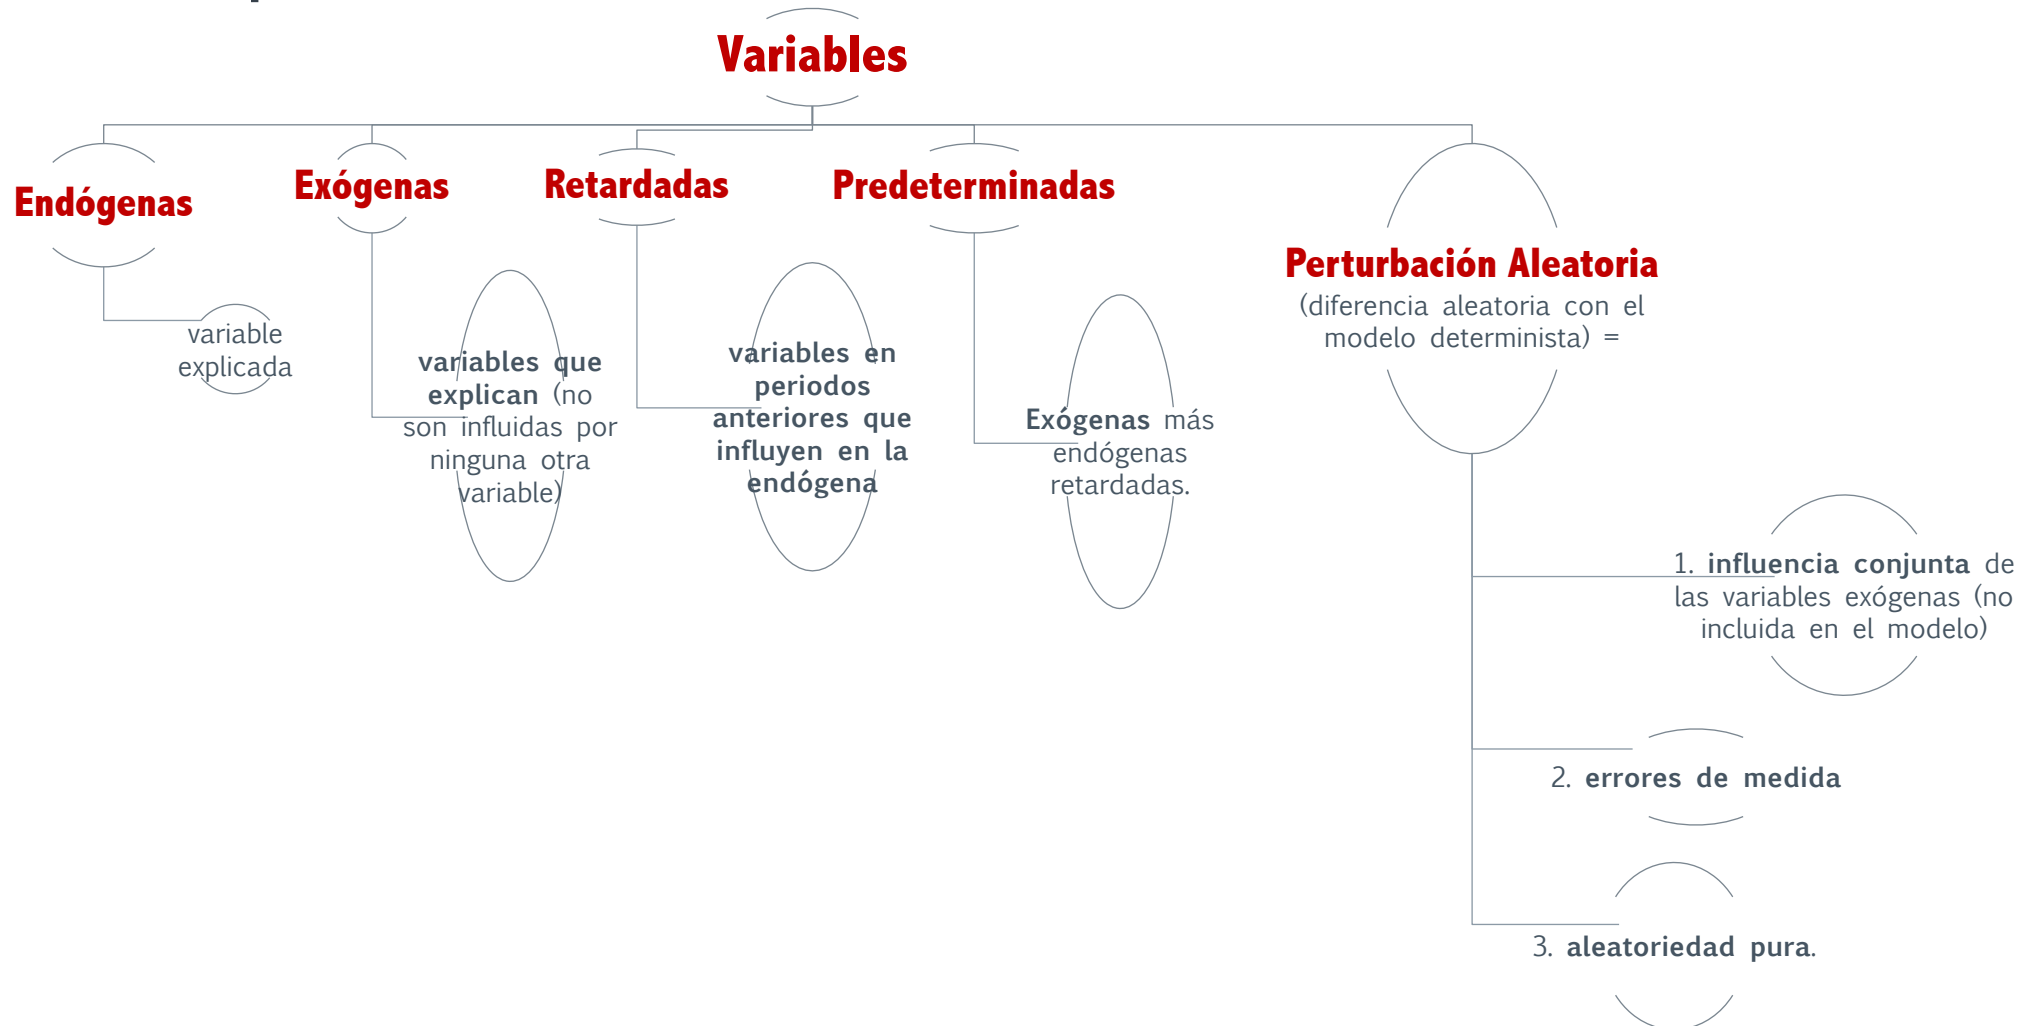 Variables
Endógenas
variable
explicada
Exógenas
variables que
explican (no
son influidas por
ninguna otra
variable)
Retardadas
variables en
periodos
anteriores que
influyen en la
endógena
Predeterminadas
Exógenas más
endógenas
retardadas.
Perturbación Aleatoria
(diferencia aleatoria con el
modelo determinista) =
1. influencia conjunta de
las variables exógenas (no
incluida en el modelo)
2. errores de medida
3. aleatoriedad pura.